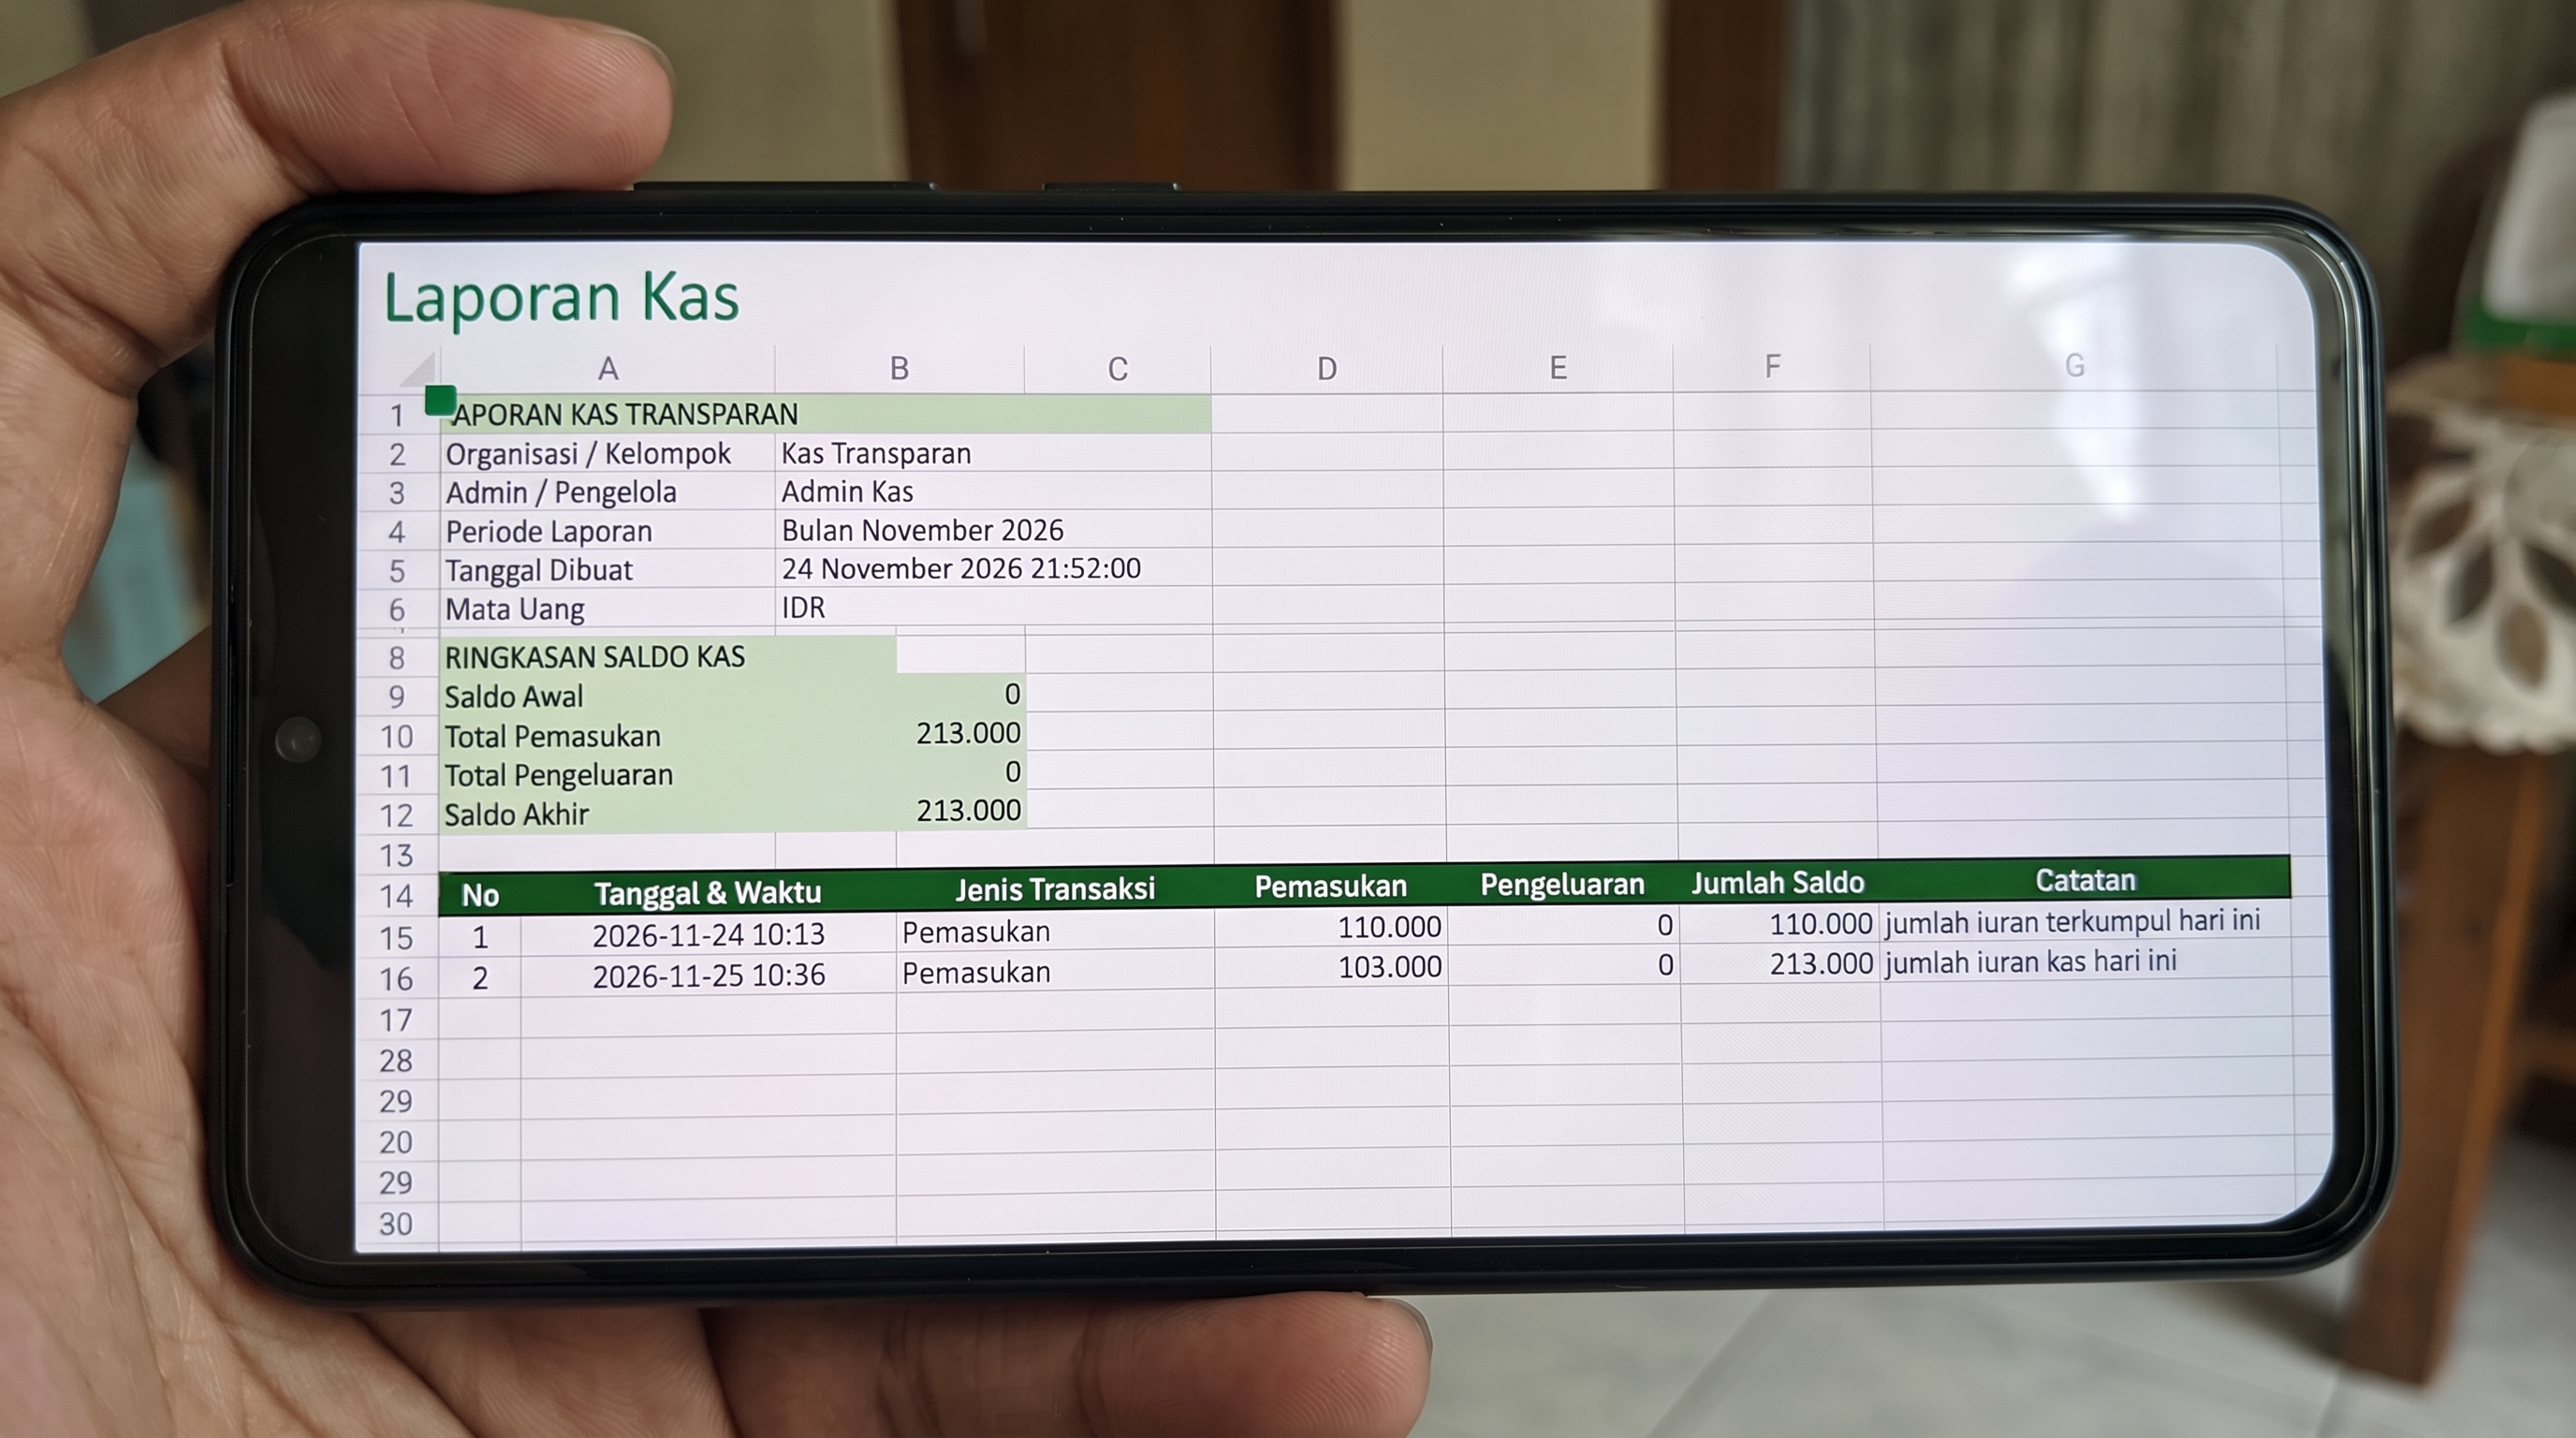 Laporan Kas
A B C D E F G
1 APORAN KAS TRANSPARAN
2 Organisasi / Kelompok Kas Transparan
3 Admin / Pengelola Admin Kas
4 Periode Laporan Bulan November 2026
5 Tanggal Dibuat 24 November 2026 21:52:00
6 Mata Uang IDR
8 RINGKASAN SALDO KAS
9 Saldo Awal 0
10 Total Pemasukan 213.000
11 Total Pengeluaran 0
12 Saldo Akhir 213.000
13
14 No Tanggal & Waktu Jenis Transaksi Pemasukan Pengeluaran Jumlah Saldo Catatan
15 1 2026-11-24 10:13 Pemasukan 110.000 0 110.000 jumlah iuran terkumpul hari ini
16 2 2026-11-25 10:36 Pemasukan 103.000 0 213.000 jumlah iuran kas hari ini
17
28
29
20
29
30